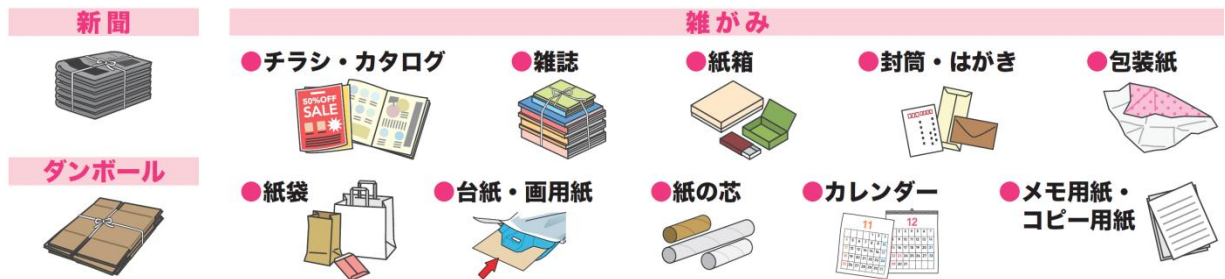 新聞
ダンボール
雑がみ
●チラシ・カタログ
50%OFF
SALE
●雑誌
●紙箱
●封筒・はがき
●包装紙
●紙袋
●台紙・画用紙
●紙の芯
●カレンダー
11
12
●メモ用紙・
コピー用紙